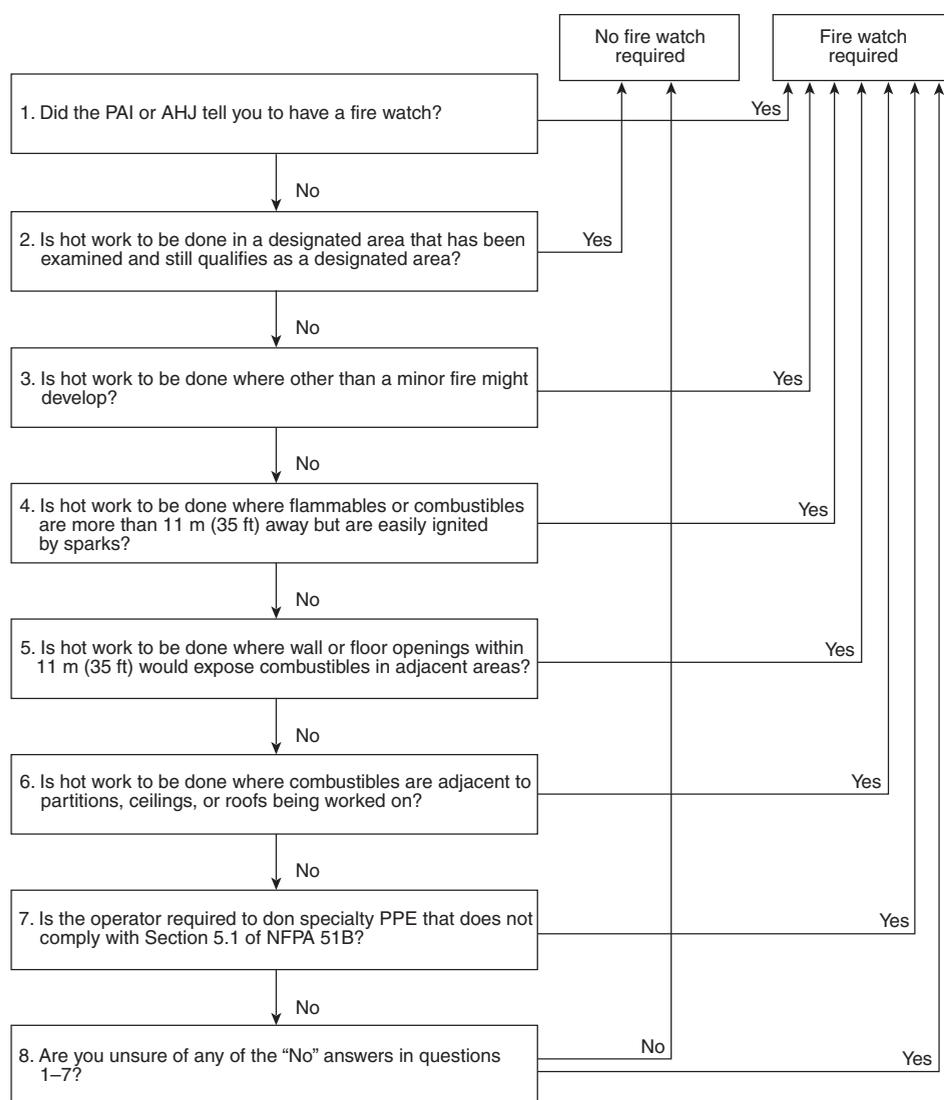 No fire watch
required
Fire watch
required
1. Did the PAI or AHJ tell you to have a fire watch?
Yes
No
2. Is hot work to be done in a designated area that has been
examined and still qualifies as a designated area?
Yes
No
3. Is hot work to be done where other than a minor fire might
develop?
Yes
No
4. Is hot work to be done where flammables or combustibles
are more than 11 m (35 ft) away but are easily ignited
by sparks?
Yes
No
5. Is hot work to be done where wall or floor openings within
11 m (35 ft) would expose combustibles in adjacent areas?
Yes
No
6. Is hot work to be done where combustibles are adjacent to
partitions, ceilings, or roofs being worked on?
Yes
No
7. Is the operator required to don specialty PPE that does not
comply with Section 5.1 of NFPA 51B?
Yes
No
8. Are you unsure of any of the “No” answers in questions
1–7?
No
Yes